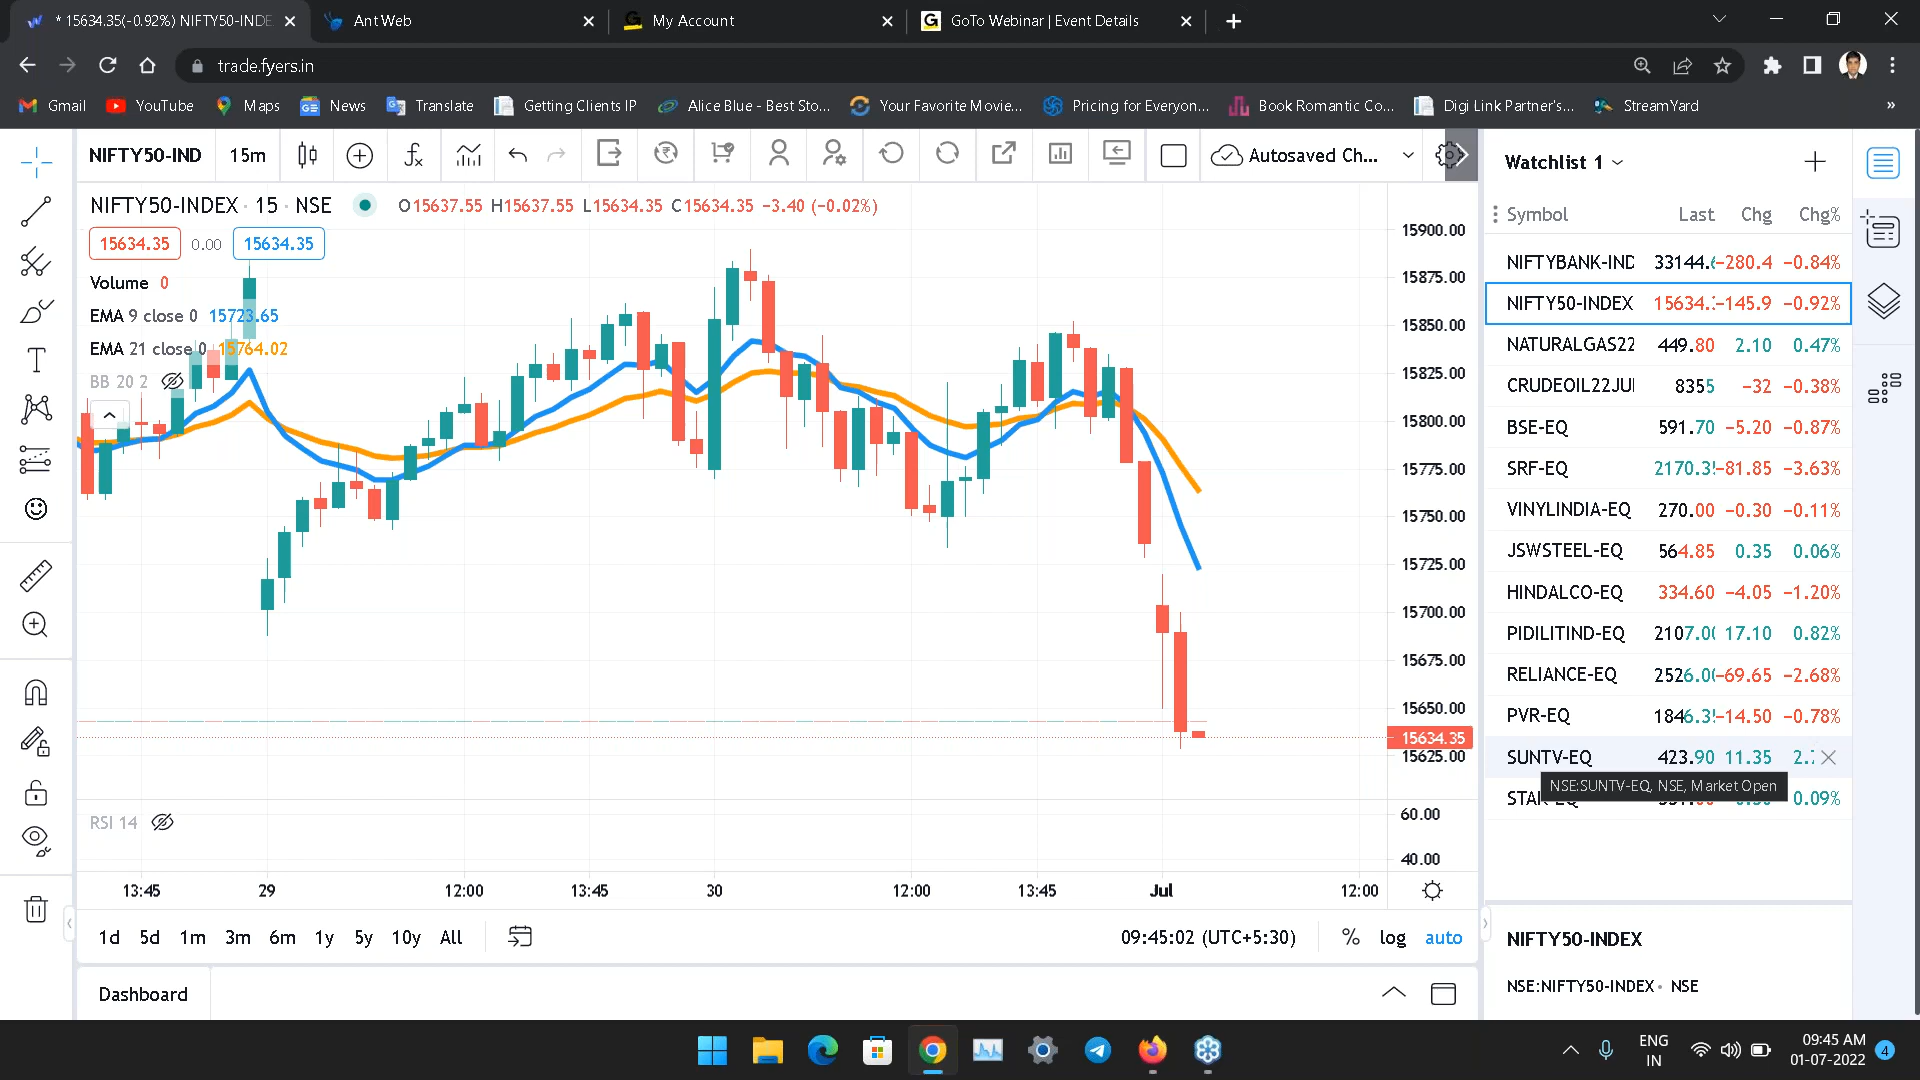 * 15634.35(-0.92%) NIFTY50-INDE
Ant Web
My Account
GoTo Webinar | Event Details
trade.fyers.in
Gmail
YouTube
Maps
News
Translate
Getting Clients IP
Alice Blue - Best Sto...
Your Favorite Movie...
Pricing for Everyon...
Book Romantic Co...
Digi Link Partner's...
StreamYard
»
NIFTY50-IND
15m
Autosaved Ch...
NIFTY50-INDEX · 15 · NSE
O15637.55 H15637.55 L15634.35 C15634.35 −3.40 (−0.02%)
15634.35 0.00 15634.35
Volume 0
EMA 9 close 0 15723.65
EMA 21 close 0 15764.02
BB 20 2
15900.00
15875.00
15850.00
15825.00
15800.00
15775.00
15750.00
15725.00
15700.00
15675.00
15650.00
15634.35
15625.00
RSI 14
60.00
40.00
13:45 29 12:00 13:45 30 12:00 13:45 Jul 12:00
1d 5d 1m 3m 6m 1y 5y 10y All
09:45:02 (UTC+5:30)
% log auto
Dashboard
Watchlist 1
Symbol Last Chg Chg%
NIFTYBANK-IND 33144. −280.4 −0.84%
NIFTY50-INDEX 15634. −145.9 −0.92%
NATURALGAS22 449.80 2.10 0.47%
CRUDEOIL22JU 8355 −32 −0.38%
BSE-EQ 591.70 −5.20 −0.87%
SRF-EQ 2170.3 −81.85 −3.63%
VINYLINDIA-EQ 270.00 −0.30 −0.11%
JSWSTEEL-EQ 564.85 0.35 0.06%
HINDALCO-EQ 334.60 −4.05 −1.20%
PIDILITIND-EQ 2107.0 17.10 0.82%
RELIANCE-EQ 2526.0 −69.65 −2.68%
PVR-EQ 1846.3 −14.50 −0.78%
SUNTV-EQ 423.90 11.35 2.
NSE:SUNTV-EQ, NSE, Market Open
0.09%
NIFTY50-INDEX
NSE:NIFTY50-INDEX · NSE
ENG
IN
09:45 AM
01-07-2022
4